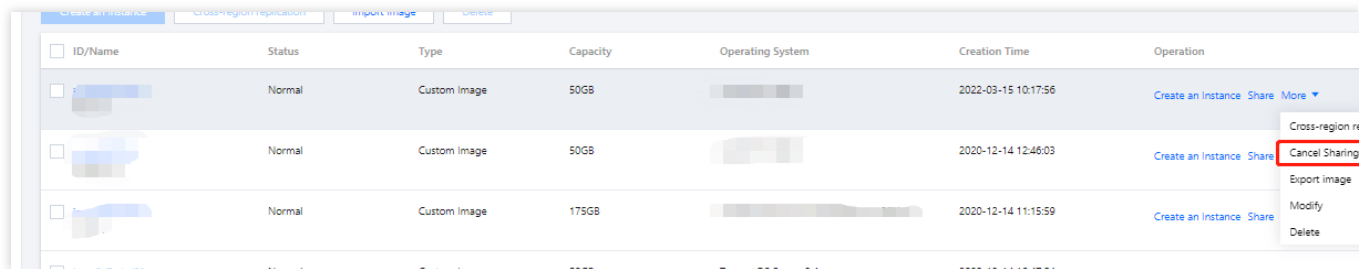 Create an Instance Cross-region replication Import Image Delete
ID/Name Status Type Capacity Operating System Creation Time Operation
Normal Custom Image 50GB 2022-03-15 10:17:56 Create an Instance Share More
Cross-region re
Normal Custom Image 50GB 2020-12-14 12:46:03 Create an Instance Share
Cancel Sharing
Export image
Normal Custom Image 175GB 2020-12-14 11:15:59 Create an Instance Share
Modify
Delete